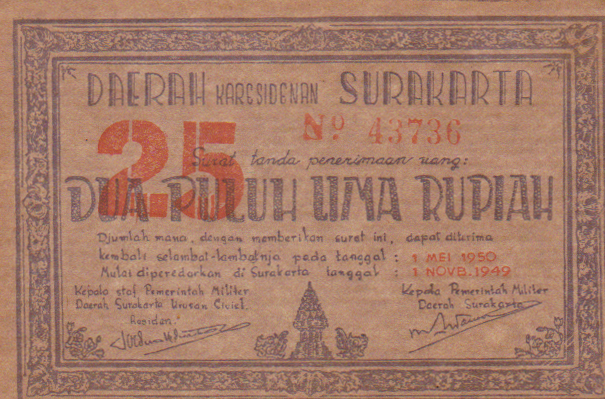 DAERAH KARESIDENAN SURAKARTA
25
Nº 43736
Surat tanda penerimaan uang:
DUA PULUH LIMA RUPIAH
Djumlah mana, dengan memberikan surat ini, dapat diterima
kembali selambat-lambatnja pada tanggal : 1 MEI 1950
Mulai diperedarkan di Surakarta tanggal : 1 NOVB. 1949
Kepala staf Pemerintah Militer
Daerah Surakarta Urusan Civiel.
Residen.
Kepala Pemerintah Militer
Daerah Surakarta